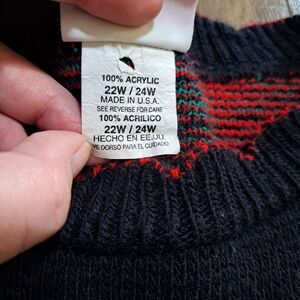 100% ACRYLIC
22W / 24W
MADE IN U.S.A.
SEE REVERSE FOR CARE
100% ACRILICO
22W / 24W
HECHO EN EE.UU.
DORSO PARA EL CUIDADO